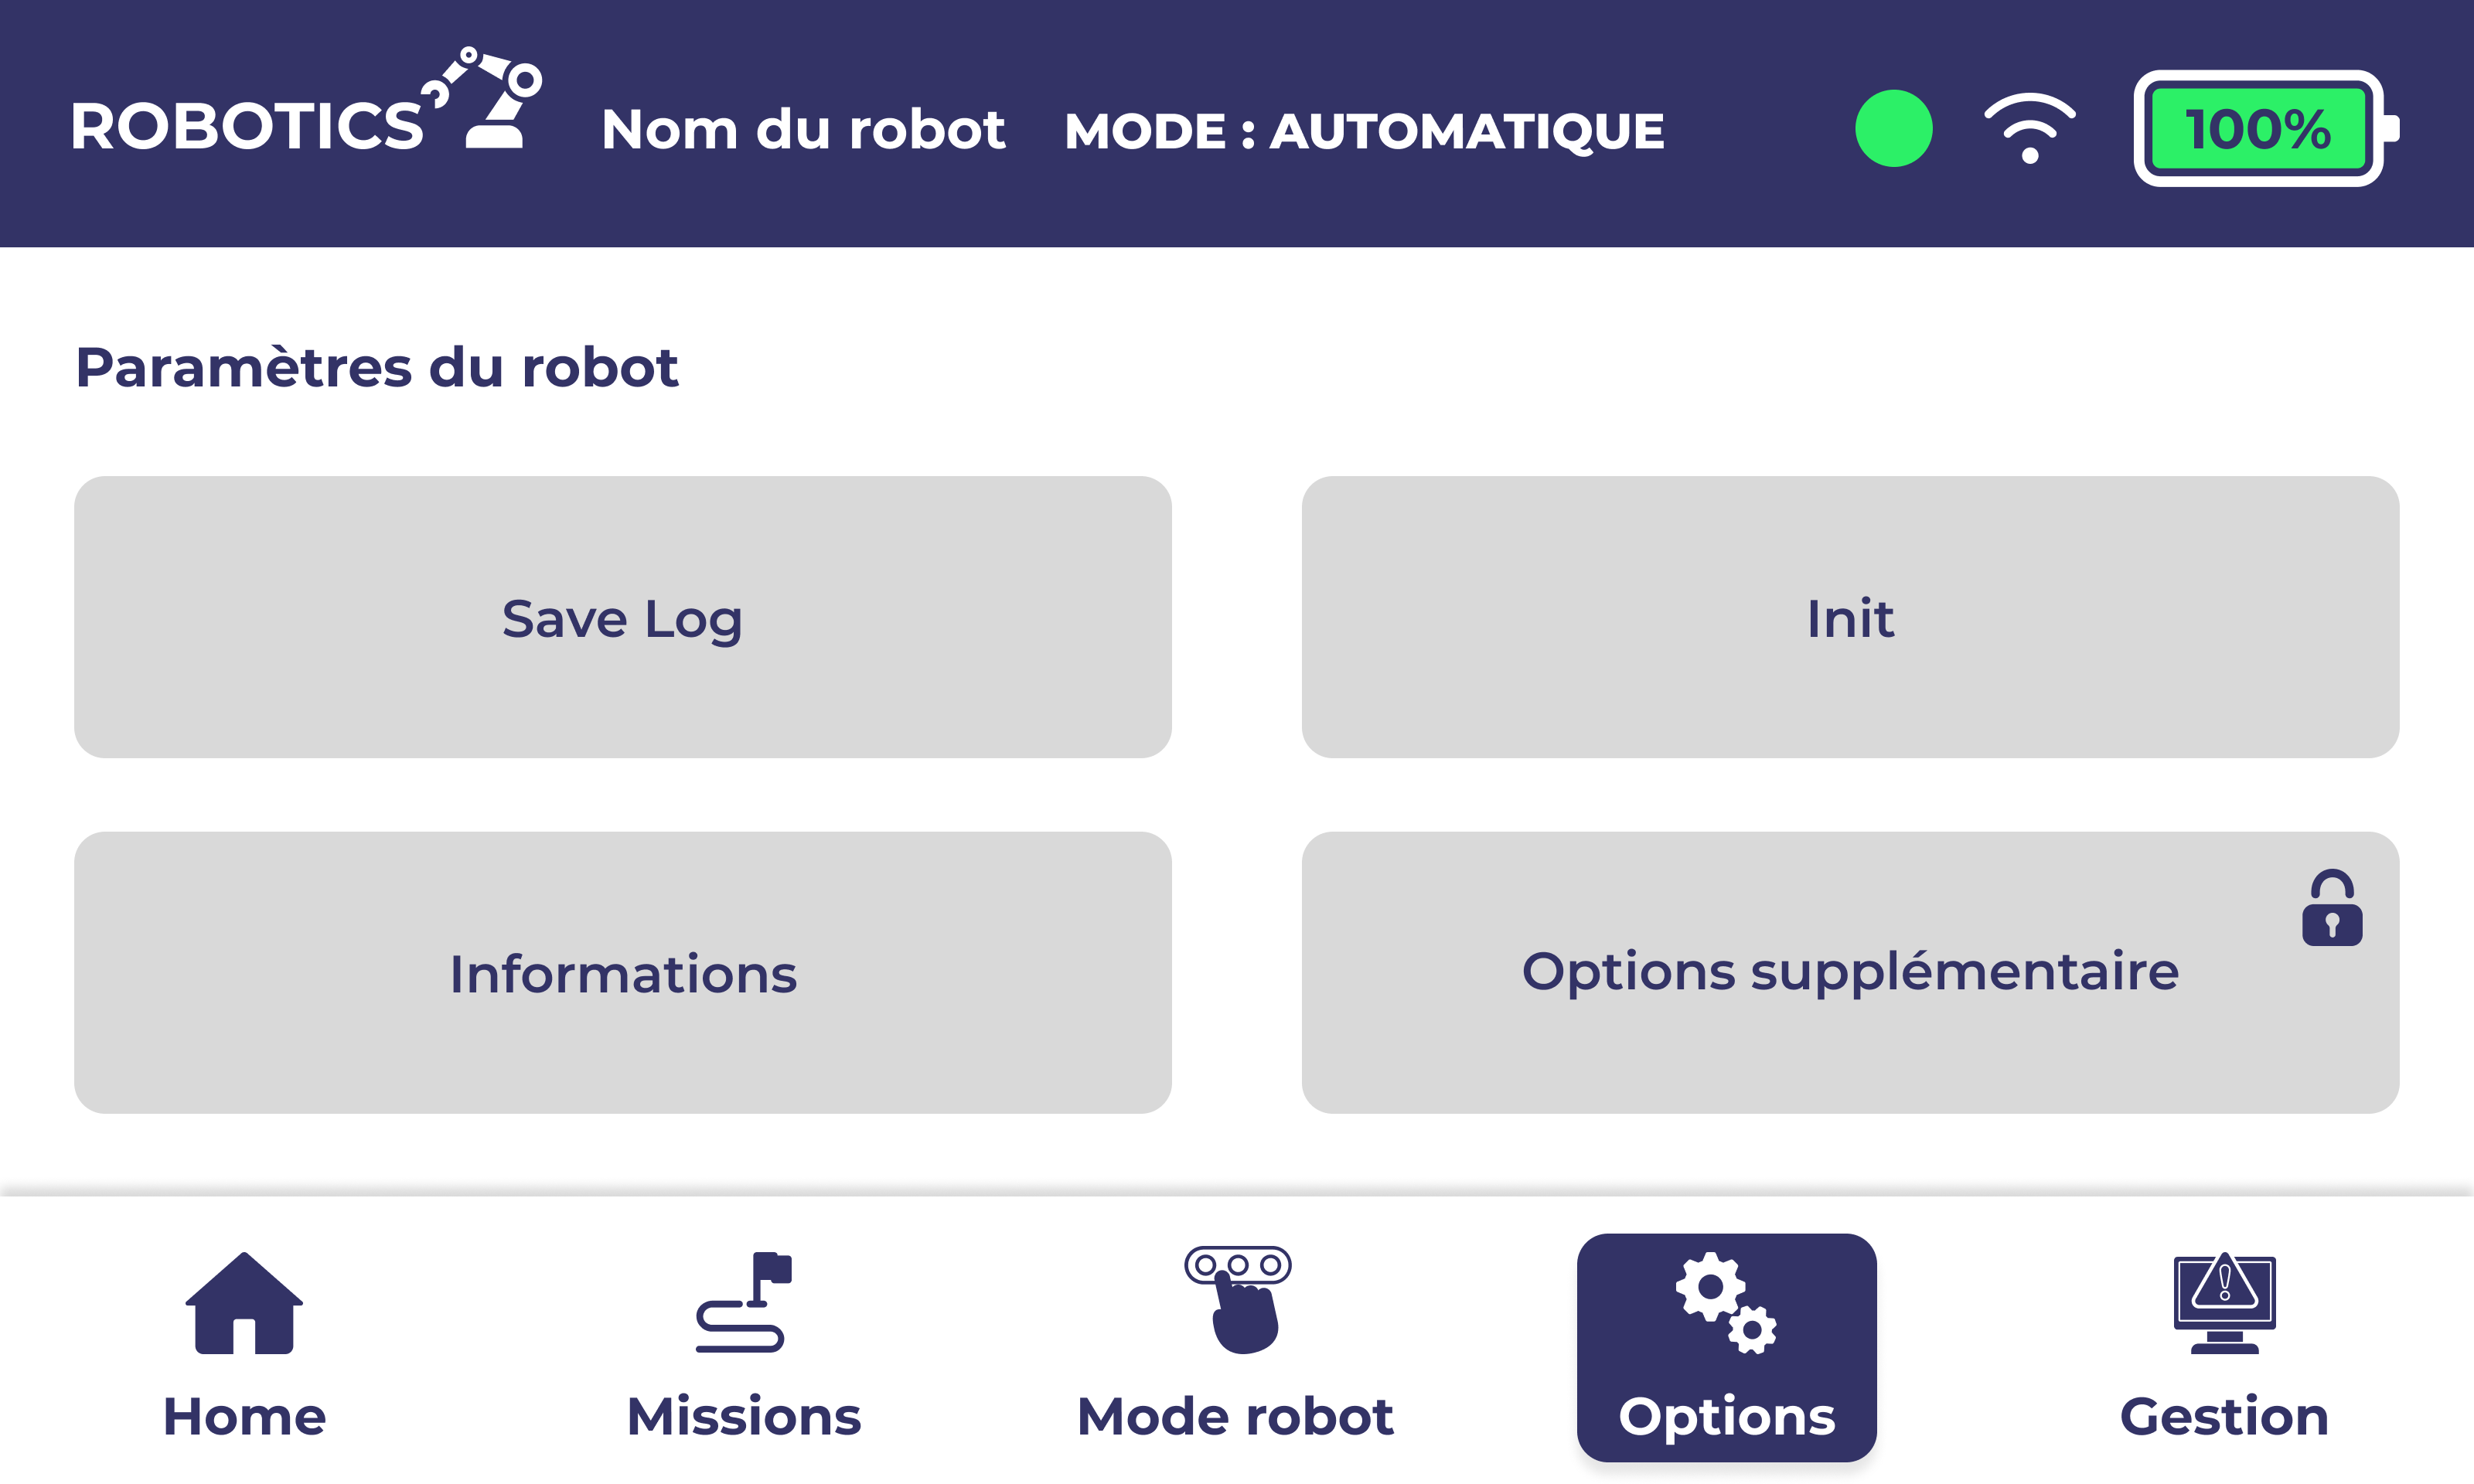 ROBOTICS
Nom du robot
MODE : AUTOMATIQUE
100%
Paramètres du robot
Save Log
Init
Informations
Options supplémentaire
Home
Missions
Mode robot
Options
Gestion